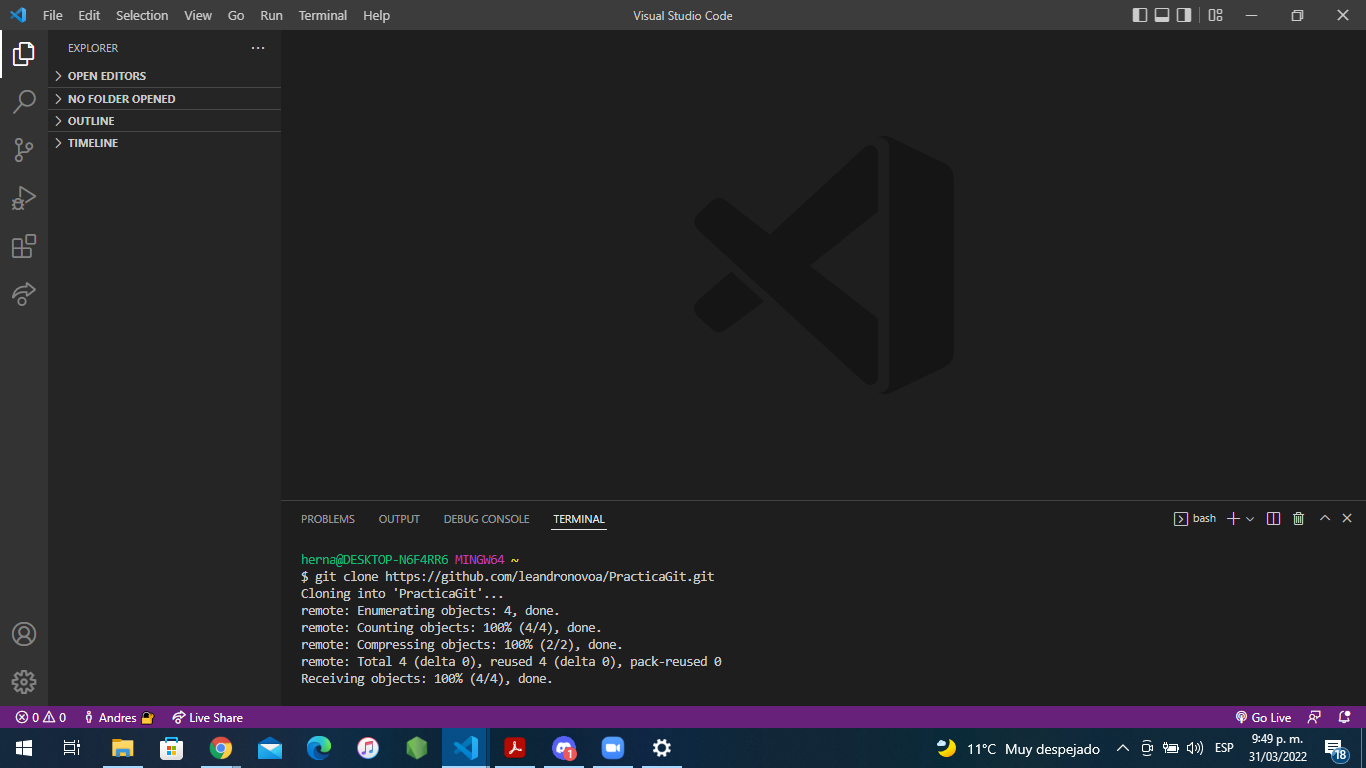 File Edit Selection View Go Run Terminal Help
Visual Studio Code
EXPLORER
OPEN EDITORS
NO FOLDER OPENED
OUTLINE
TIMELINE
PROBLEMS OUTPUT DEBUG CONSOLE TERMINAL
bash
herna@DESKTOP-N6F4RR6 MINGW64 ~
$ git clone https://github.com/leandronovoa/PracticaGit.git
Cloning into 'PracticaGit'...
remote: Enumerating objects: 4, done.
remote: Counting objects: 100% (4/4), done.
remote: Compressing objects: 100% (2/2), done.
remote: Total 4 (delta 0), reused 4 (delta 0), pack-reused 0
Receiving objects: 100% (4/4), done.
0 0 Andres Live Share Go Live
1
11°C Muy despejado
ESP
9:49 p. m.
31/03/2022
18